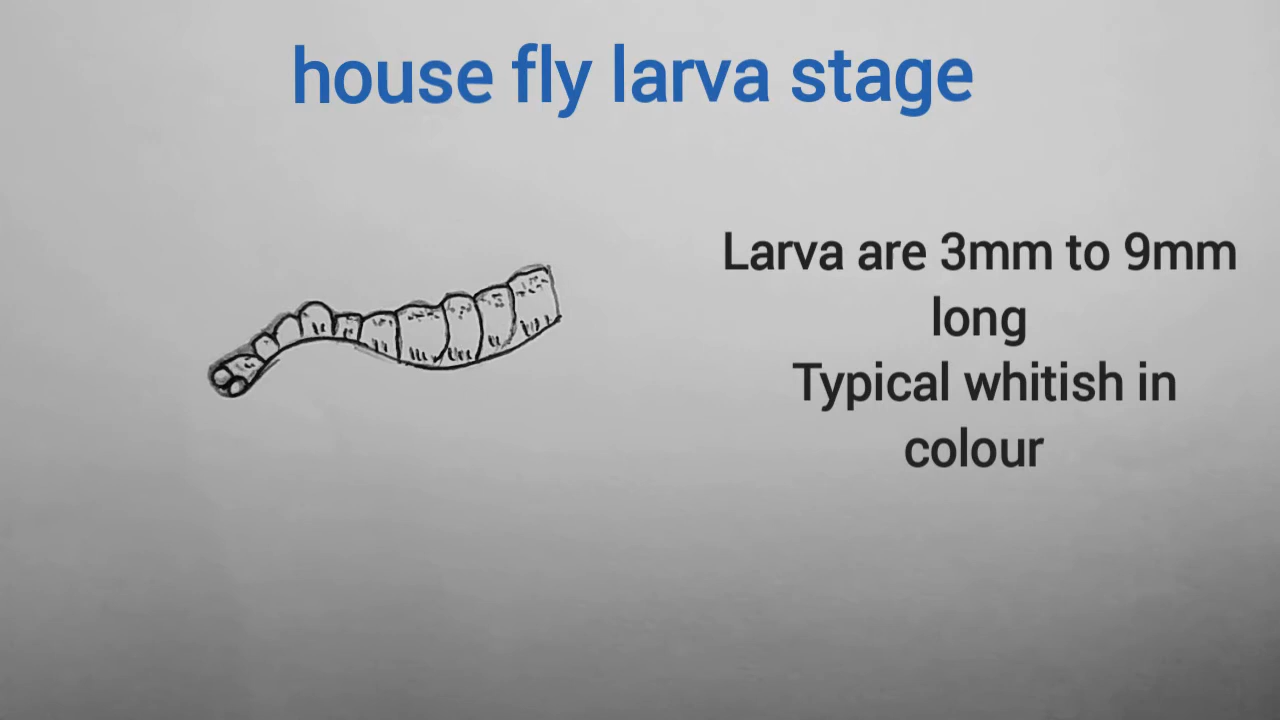 house fly larva stage
Larva are 3mm to 9mm
long
Typical whitish in
colour